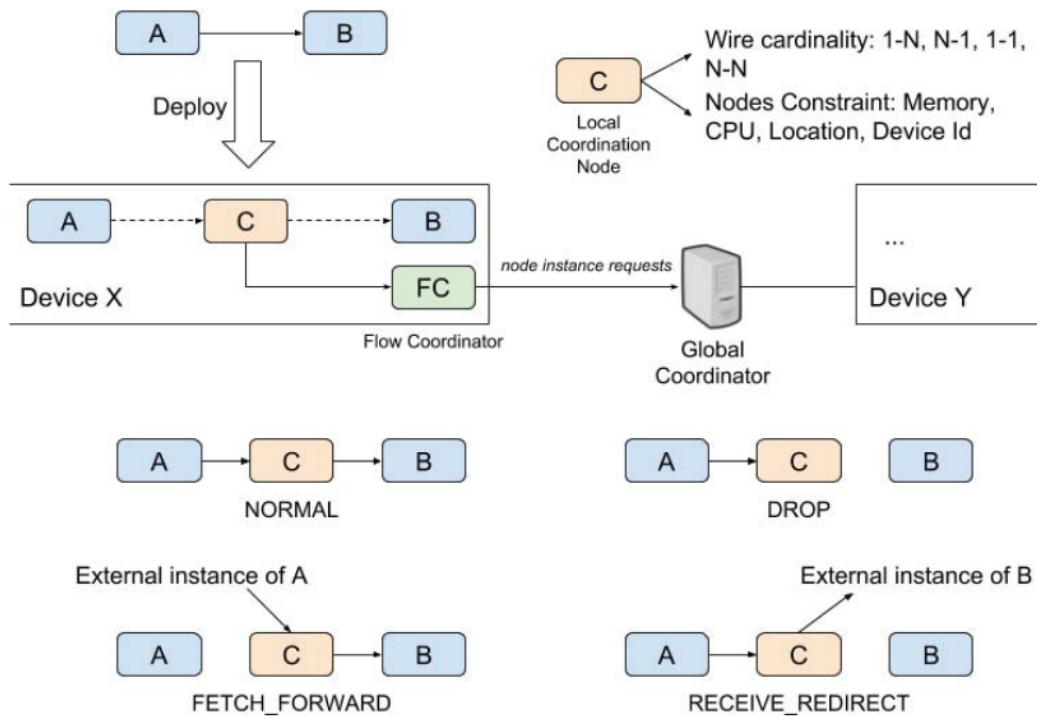 A
B
Deploy
C
Local
Coordination
Node
Wire cardinality: 1-N, N-1, 1-1,
N-N
Nodes Constraint: Memory,
CPU, Location, Device Id
A
C
B
Device X
FC
Flow Coordinator
node instance requests
Global
Coordinator
...
Device Y
A
C
B
NORMAL
A
C
B
DROP
External instance of A
A
C
B
FETCH_FORWARD
External instance of B
A
C
B
RECEIVE_REDIRECT